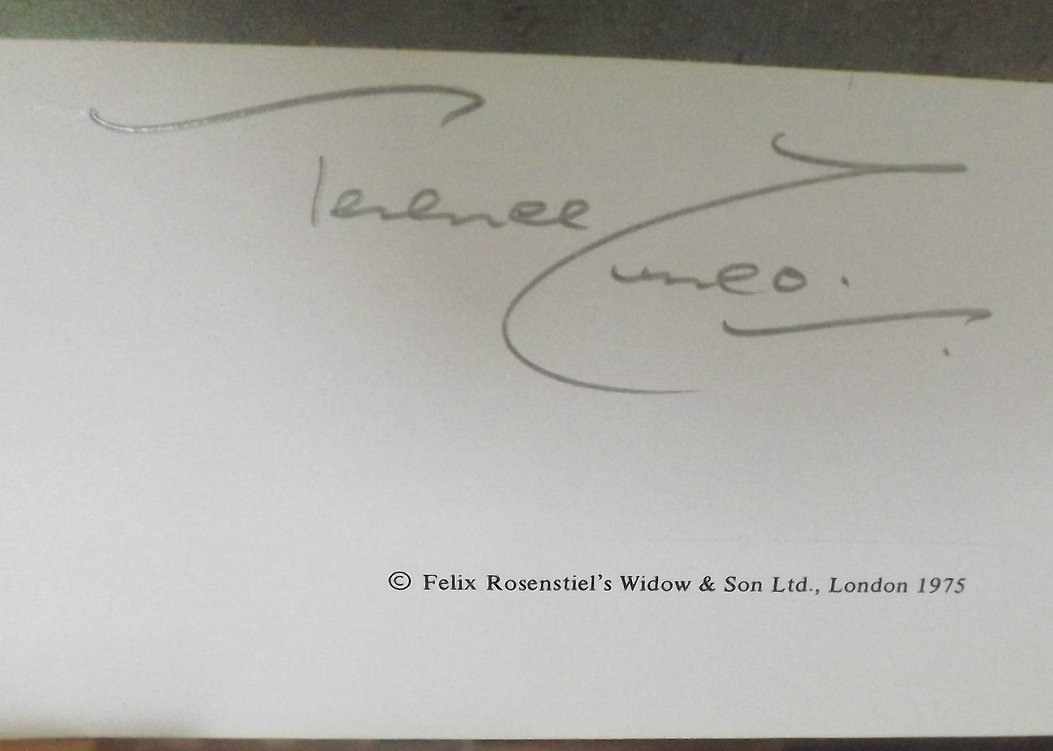 Terence
Cuneo.
© Felix Rosenstiel's Widow & Son Ltd., London 1975